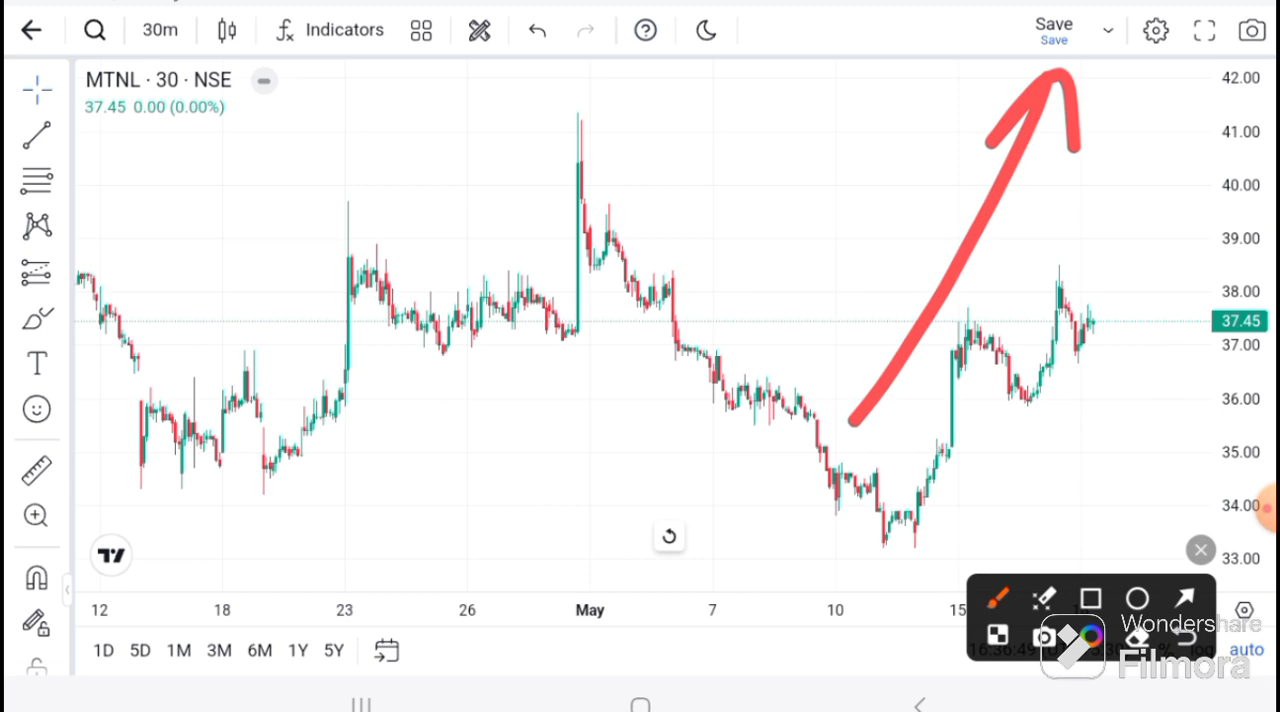 30m Indicators Save
Save
MTNL · 30 · NSE
37.45 0.00 (0.00%)
42.00
41.00
40.00
39.00
38.00
37.45
37.00
36.00
35.00
34.00
33.00
12 18 23 26 May 7 10 15
1D 5D 1M 3M 6M 1Y 5Y
auto
Wondershare
Filmora